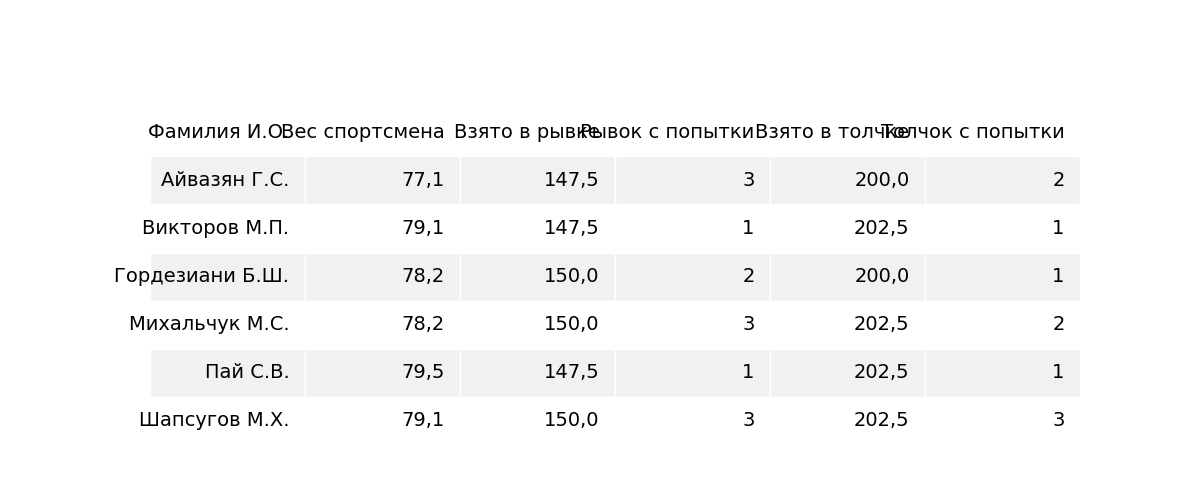 Фамилия И.О. Вес спортсмена Взято в рывке Рывок с попытки Взято в толчке Толчок с попытки
Айвазян Г.С. 77,1 147,5 3 200,0 2
Викторов М.П. 79,1 147,5 1 202,5 1
Гордезиани Б.Ш. 78,2 150,0 2 200,0 1
Михальчук М.С. 78,2 150,0 3 202,5 2
Пай С.В. 79,5 147,5 1 202,5 1
Шапсугов М.Х. 79,1 150,0 3 202,5 3